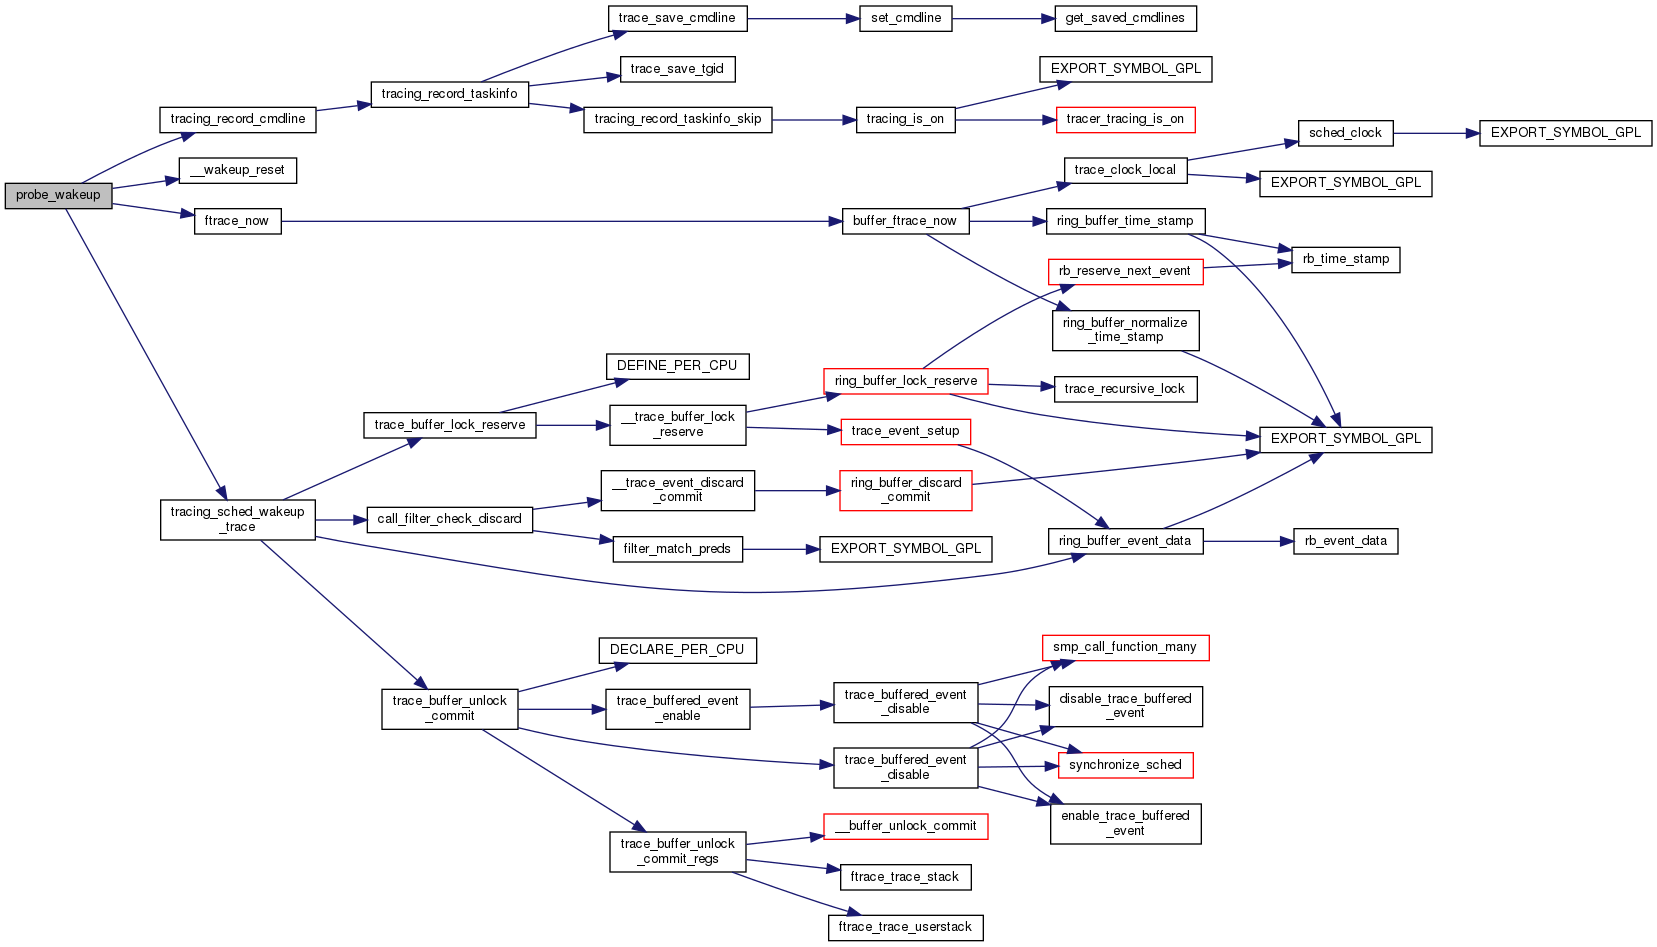 trace_save_cmdline
set_cmdline
get_saved_cmdlines
trace_save_tgid
EXPORT_SYMBOL_GPL
tracing_record_taskinfo
tracing_record_cmdline
tracing_record_taskinfo_skip
tracing_is_on
tracer_tracing_is_on
sched_clock
EXPORT_SYMBOL_GPL
__wakeup_reset
trace_clock_local
EXPORT_SYMBOL_GPL
probe_wakeup
ftrace_now
buffer_ftrace_now
ring_buffer_time_stamp
rb_time_stamp
rb_reserve_next_event
ring_buffer_normalize
_time_stamp
DEFINE_PER_CPU
ring_buffer_lock_reserve
trace_recursive_lock
trace_buffer_lock_reserve
__trace_buffer_lock
_reserve
trace_event_setup
EXPORT_SYMBOL_GPL
__trace_event_discard
_commit
ring_buffer_discard
_commit
tracing_sched_wakeup
_trace
call_filter_check_discard
filter_match_preds
EXPORT_SYMBOL_GPL
ring_buffer_event_data
rb_event_data
DECLARE_PER_CPU
smp_call_function_many
trace_buffer_unlock
_commit
trace_buffered_event
_enable
trace_buffered_event
_disable
disable_trace_buffered
_event
trace_buffered_event
_disable
synchronize_sched
enable_trace_buffered
_event
trace_buffer_unlock
_commit_regs
__buffer_unlock_commit
ftrace_trace_stack
ftrace_trace_userstack